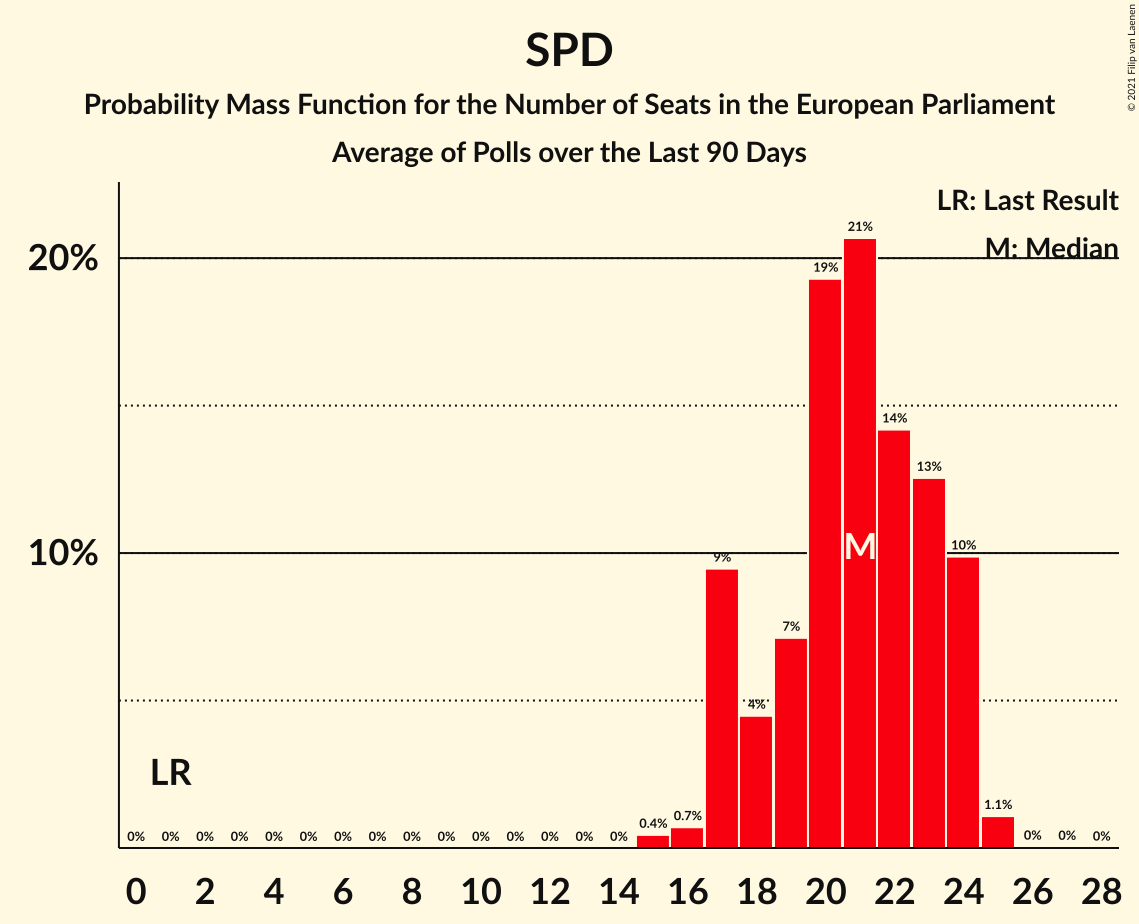 SPD
Probability Mass Function for the Number of Seats in the European Parliament
Average of Polls over the Last 90 Days
© 2021 Filip van Laenen
LR: Last Result
M: Median
20%
10%
21%
19%
14%
13%
10%
9%
7%
4%
M
LR
0% 0% 0% 0% 0% 0% 0% 0% 0% 0% 0% 0% 0% 0% 0% 0.4% 0.7% 1.1% 0% 0% 0%
0 2 4 6 8 10 12 14 16 18 20 22 24 26 28